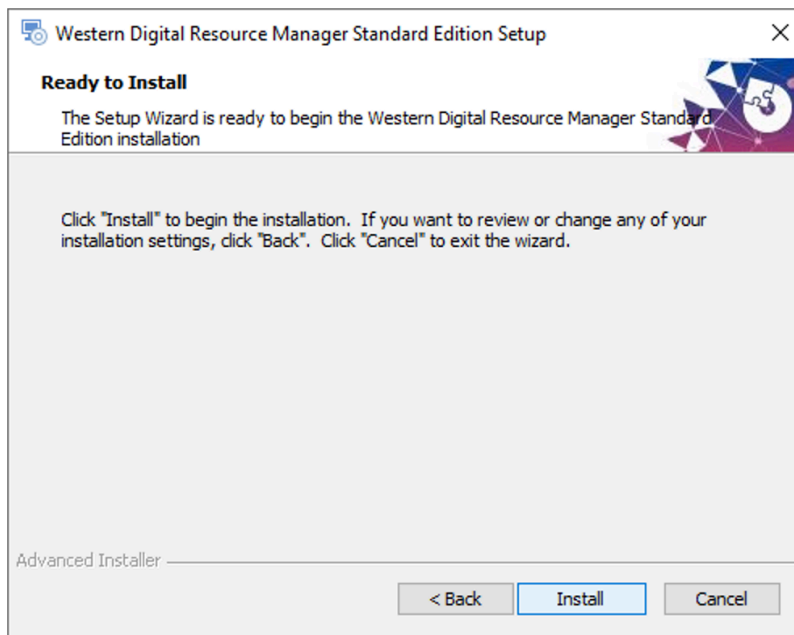 Western Digital Resource Manager Standard Edition Setup
Ready to Install
The Setup Wizard is ready to begin the Western Digital Resource Manager Standard
Edition installation
Click "Install" to begin the installation.  If you want to review or change any of your
installation settings, click "Back".  Click "Cancel" to exit the wizard.
Advanced Installer
< Back
Install
Cancel